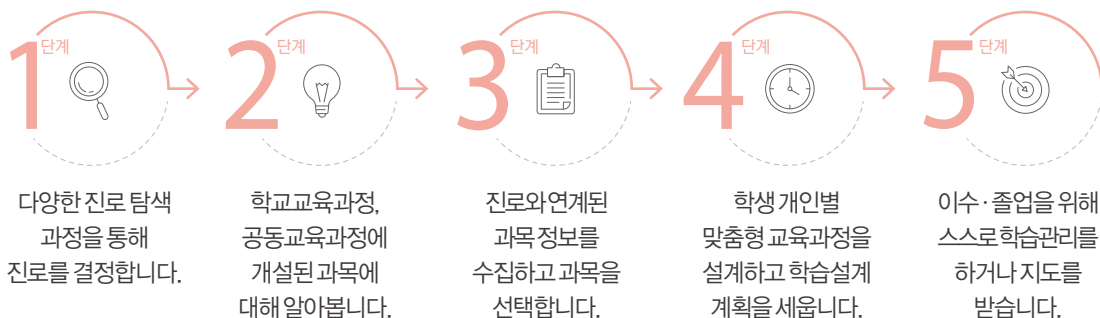 1단계
다양한 진로 탐색
과정을 통해
진로를 결정합니다.
2단계
학교교육과정,
공동교육과정에
개설된 과목에
대해 알아봅니다.
3단계
진로와 연계된
과목 정보를
수집하고 과목을
선택합니다.
4단계
학생 개인별
맞춤형 교육과정을
설계하고 학습설계
계획을 세웁니다.
5단계
이수·졸업을 위해
스스로 학습관리를
하거나 지도를
받습니다.